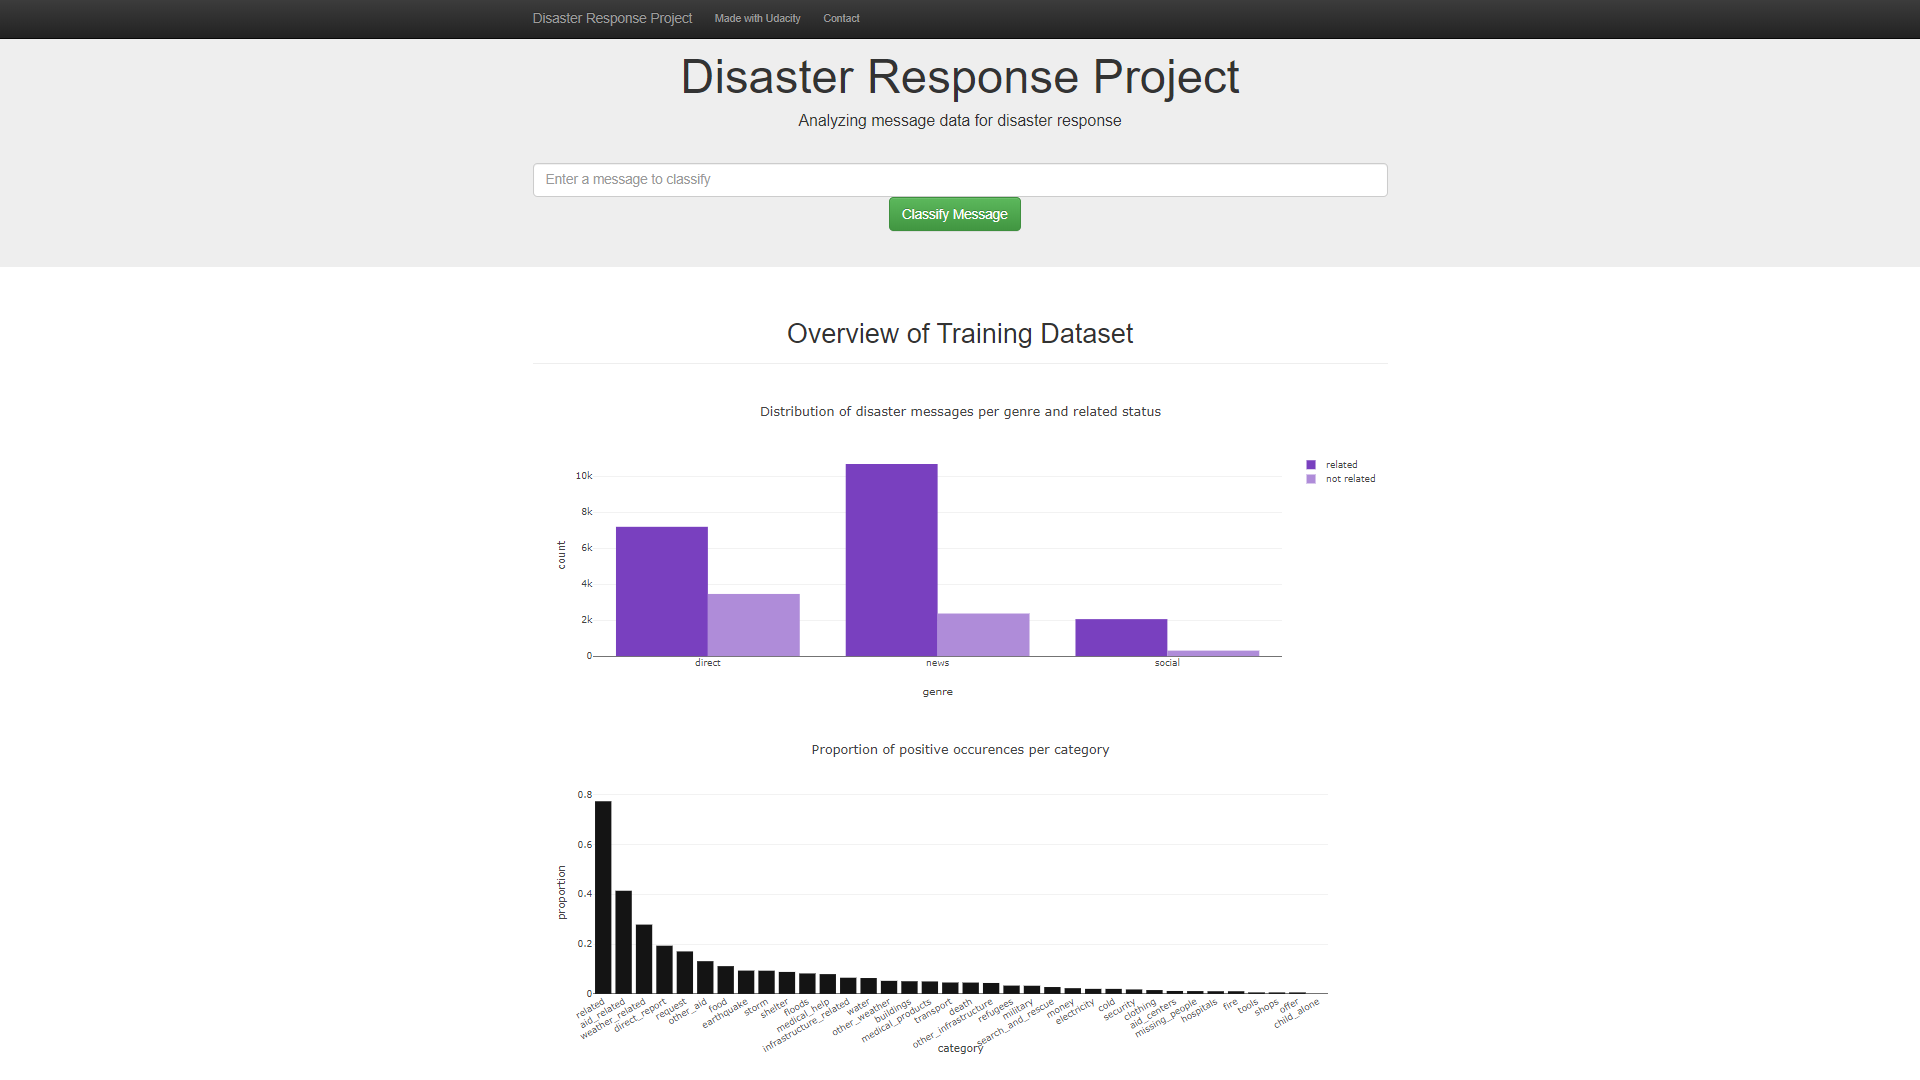 Disaster Response Project Made with Udacity Contact
Disaster Response Project
Analyzing message data for disaster response
Enter a message to classify
Classify Message
Overview of Training Dataset
Distribution of disaster messages per genre and related status
related
not related
10k
8k
6k
4k
2k
0
count
direct news social
genre
Proportion of positive occurences per category
0.8
0.6
0.4
0.2
0
proportion
related
aid_related
weather_related
direct_report
request
other_aid
food
earthquake
storm
shelter
floods
medical_help
infrastructure_related
water
other_weather
buildings
medical_products
transport
death
other_infrastructure
refugees
military
search_and_rescue
money
electricity
cold
security
clothing
aid_centers
missing_people
hospitals
fire
tools
shops
offer
child_alone
category